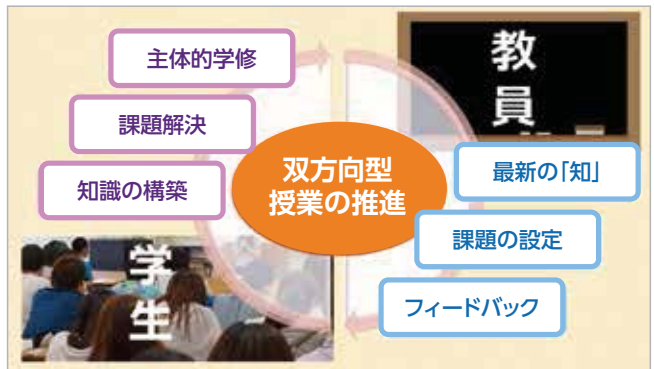 主体的学修
課題解決
知識の構築
学生
双方向型
授業の推進
教員
最新の「知」
課題の設定
フィードバック